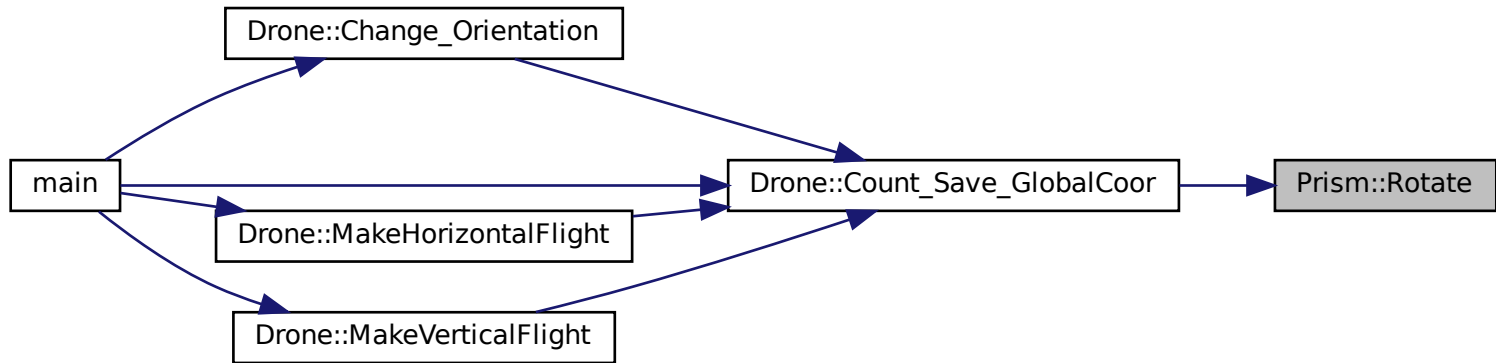 Drone::Change_Orientation
main
Drone::Count_Save_GlobalCoor
Prism::Rotate
Drone::MakeHorizontalFlight
Drone::MakeVerticalFlight